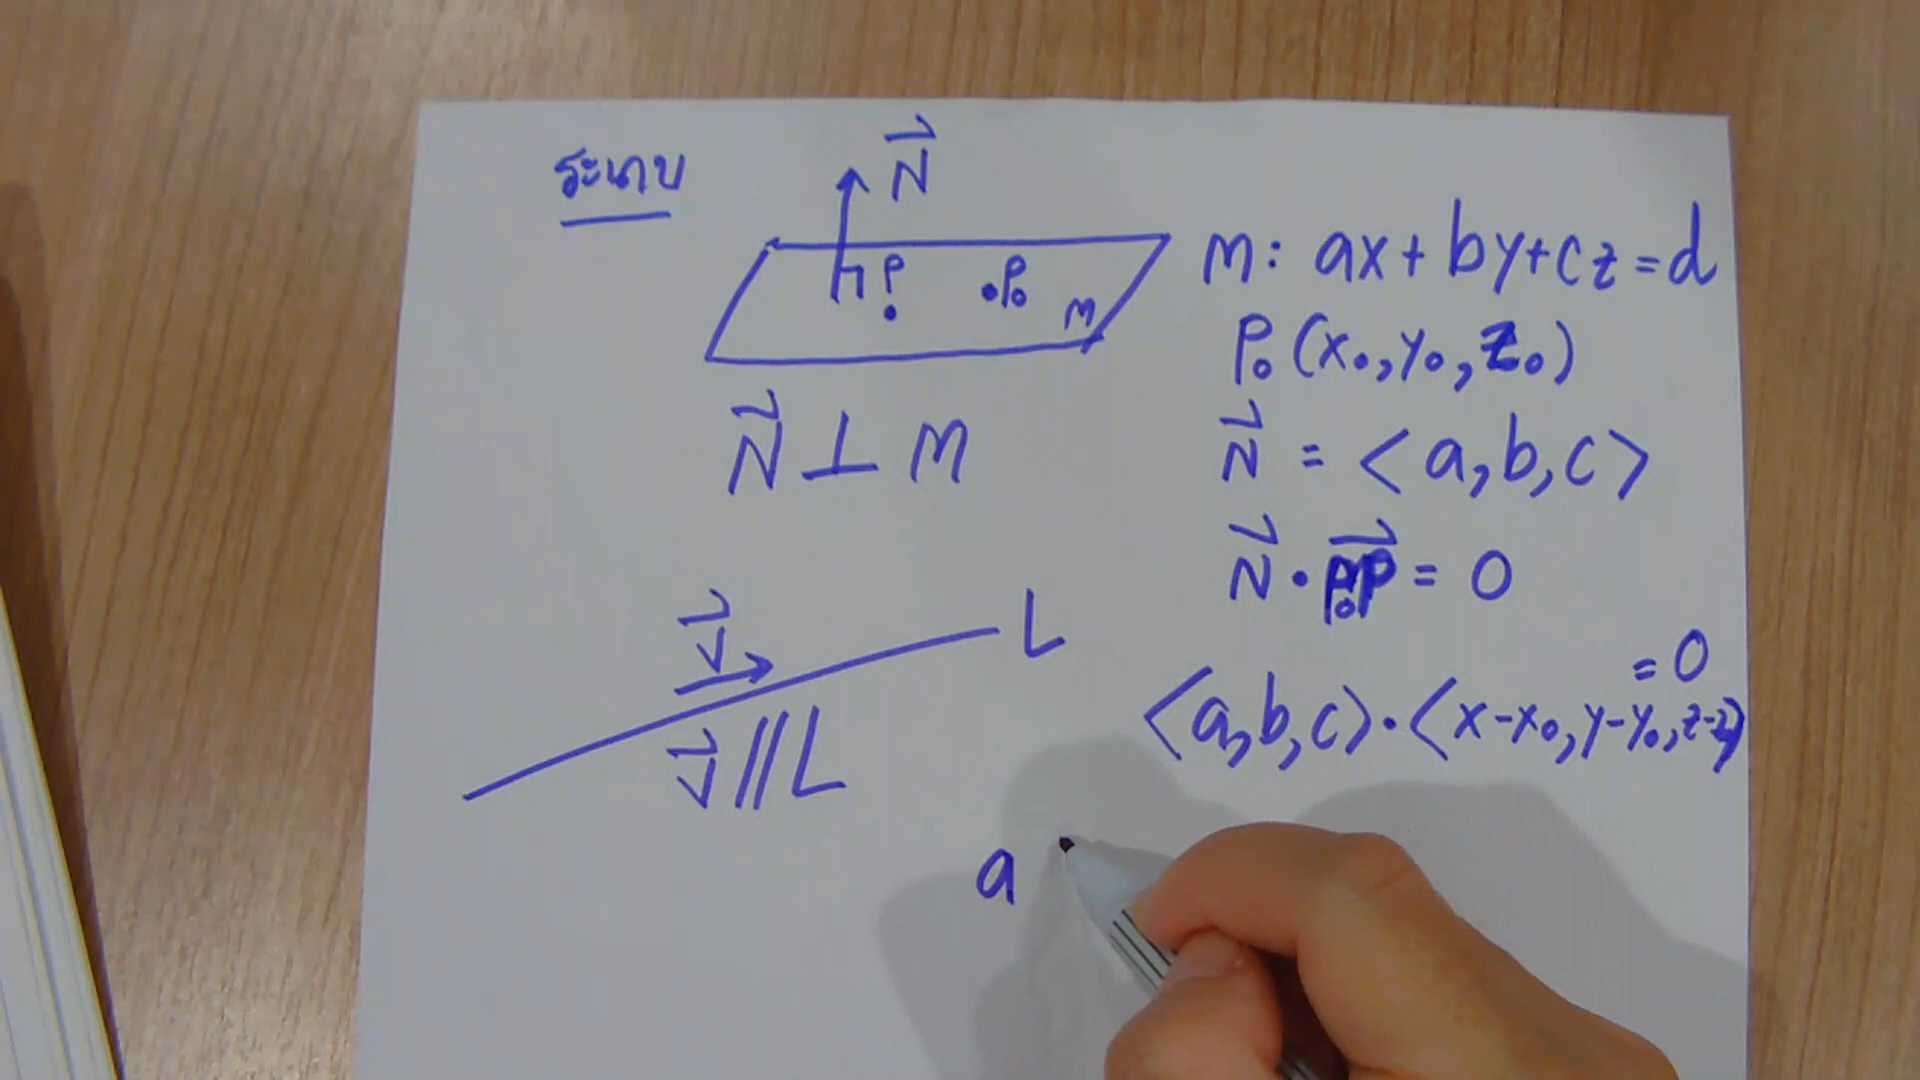 ระนาบ
N⃗
P
P₀
M
M: ax + by + cz = d
P₀ (x₀, y₀, z₀)
N⃗ ⊥ M
N⃗ = <a, b, c>
N⃗ • P₀P⃗ = 0
V⃗
L
V⃗ // L
= 0
<a, b, c> • <x-x₀, y-y₀, z-z₀>
a